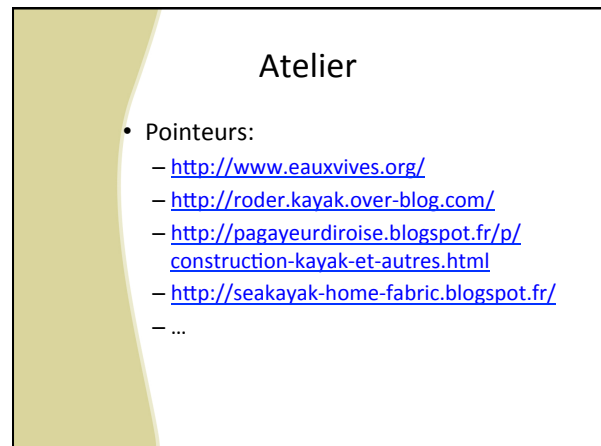 Atelier
• Pointeurs:
– http://www.eauxvives.org/
– http://roder.kayak.over-blog.com/
– http://pagayeurdiroise.blogspot.fr/p/
construction-kayak-et-autres.html
– http://seakayak-home-fabric.blogspot.fr/
– …